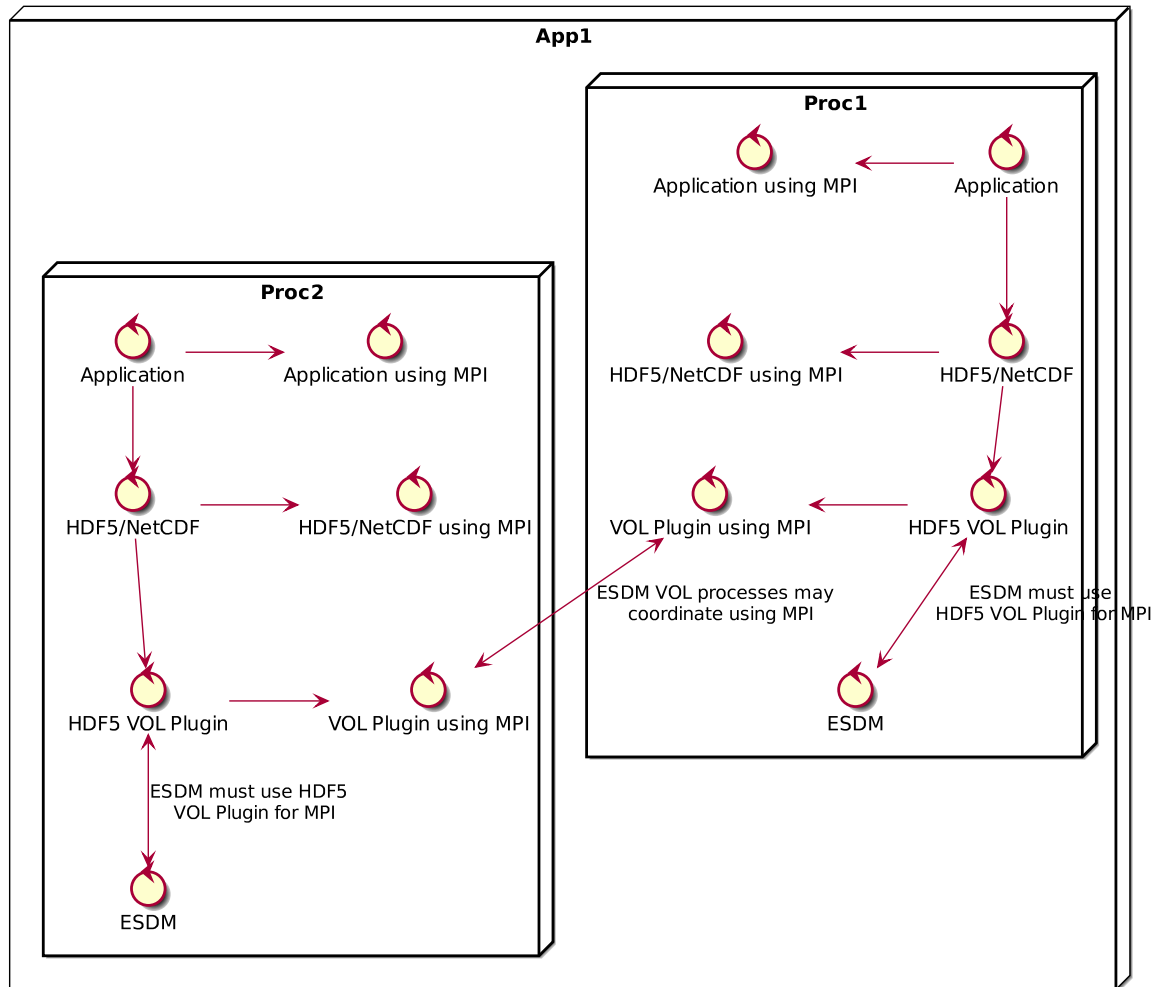 App1
Proc1
Application using MPI
Application
HDF5/NetCDF using MPI
HDF5/NetCDF
VOL Plugin using MPI
HDF5 VOL Plugin
ESDM VOL processes may
coordinate using MPI
ESDM must use
HDF5 VOL Plugin for MPI
ESDM
Proc2
Application
Application using MPI
HDF5/NetCDF
HDF5/NetCDF using MPI
HDF5 VOL Plugin
VOL Plugin using MPI
ESDM must use HDF5
VOL Plugin for MPI
ESDM